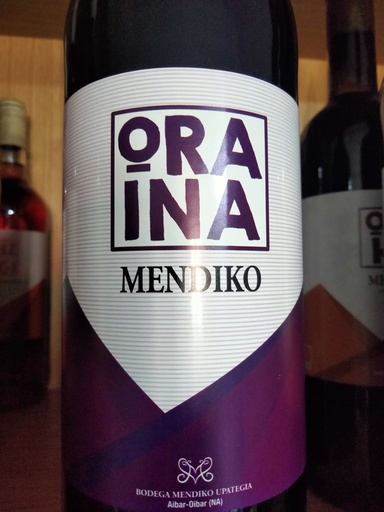 ORA
INA
MENDIKO
BODEGA MENDIKO UPATEGIA
Aibar-Oibar (NA)